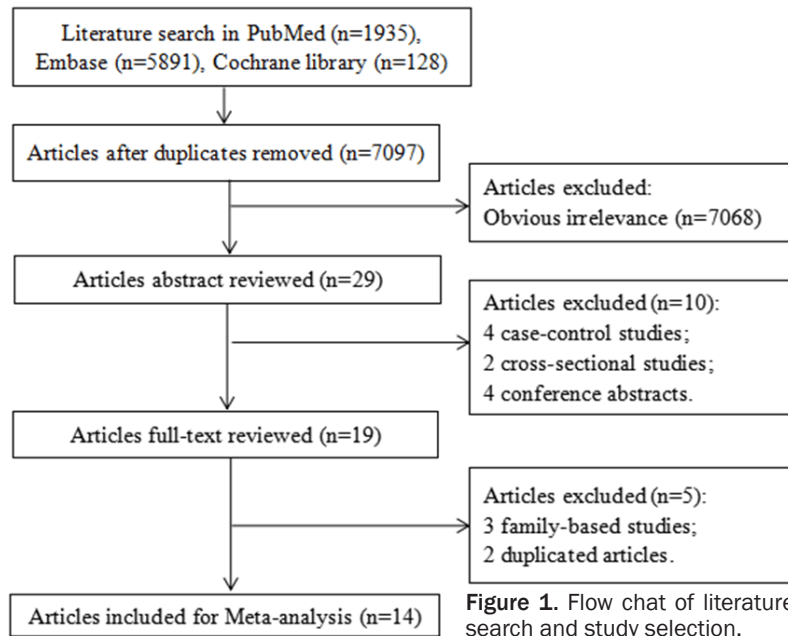 Literature search in PubMed (n=1935),
Embase (n=5891), Cochrane library (n=128)
Articles after duplicates removed (n=7097)
Articles excluded:
Obvious irrelevance (n=7068)
Articles abstract reviewed (n=29)
Articles excluded (n=10):
4 case-control studies;
2 cross-sectional studies;
4 conference abstracts.
Articles full-text reviewed (n=19)
Articles excluded (n=5):
3 family-based studies;
2 duplicated articles.
Articles included for Meta-analysis (n=14)
Figure 1. Flow chat of literature
search and study selection.